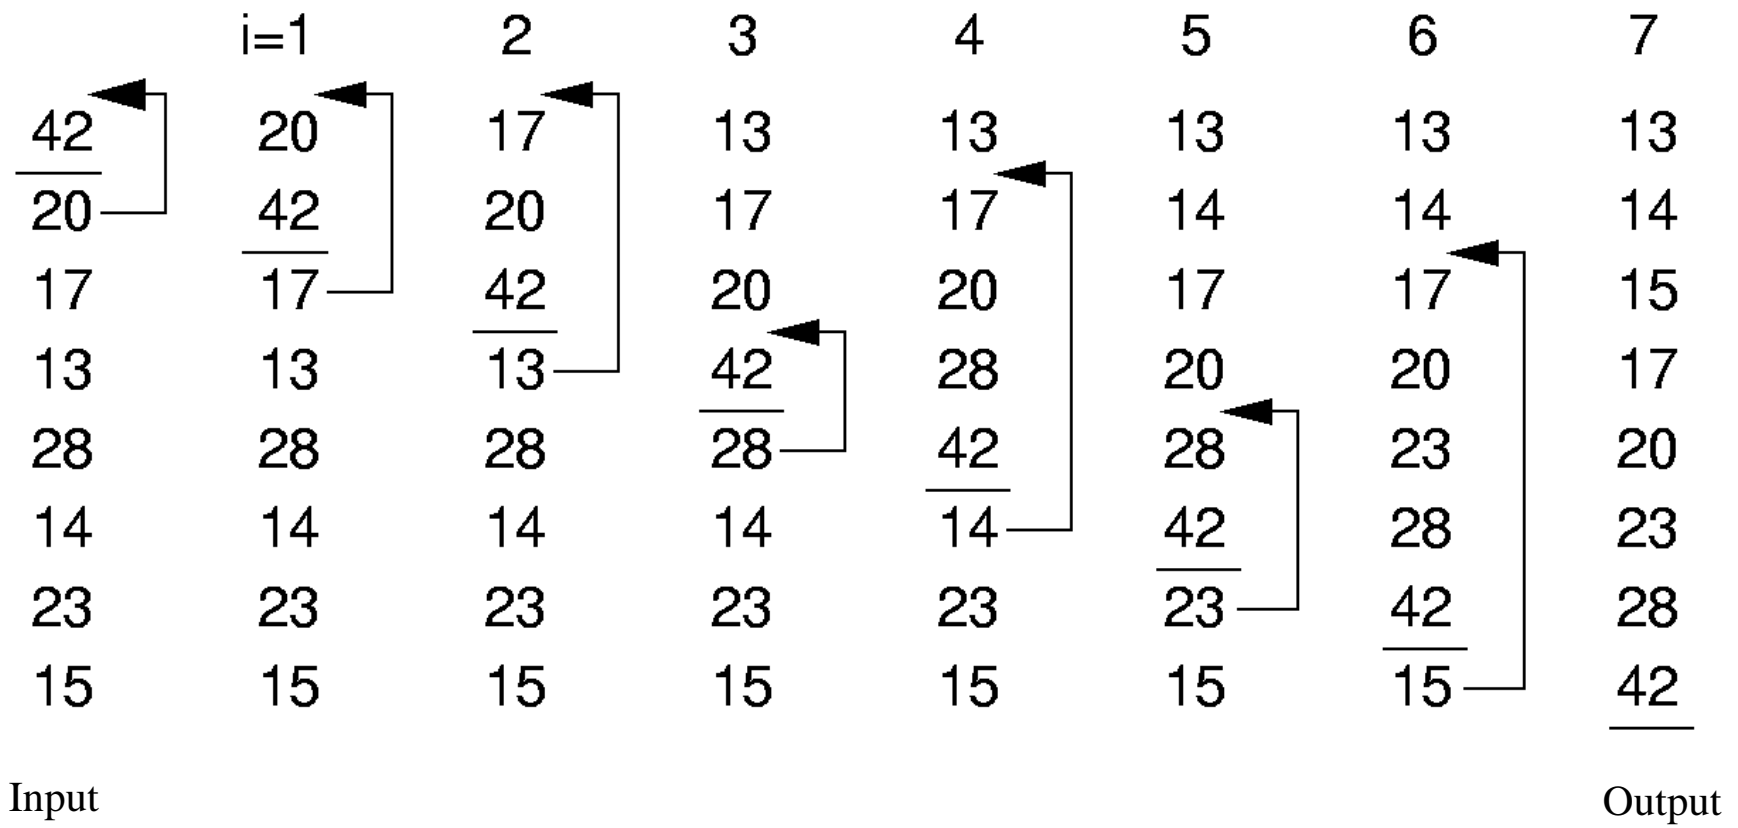 i=1 2 3 4 5 6 7
42 20 17 13 13 13 13 13
20 42 20 17 17 14 14 14
17 17 42 20 20 17 17 15
13 13 13 42 28 20 20 17
28 28 28 28 42 28 23 20
14 14 14 14 14 42 28 23
23 23 23 23 23 23 42 28
15 15 15 15 15 15 15 42
Input Output